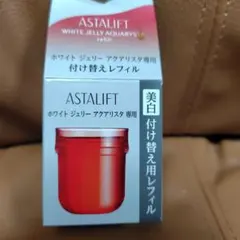 ASTALIFT
WHITE JELLY AQUARYSTA
refill
ホワイト ジェリー アクアリスタ専用
付け替えレフィル
ASTALIFT
ホワイト ジェリー アクアリスタ 専用
美白 付け替え用レフィル